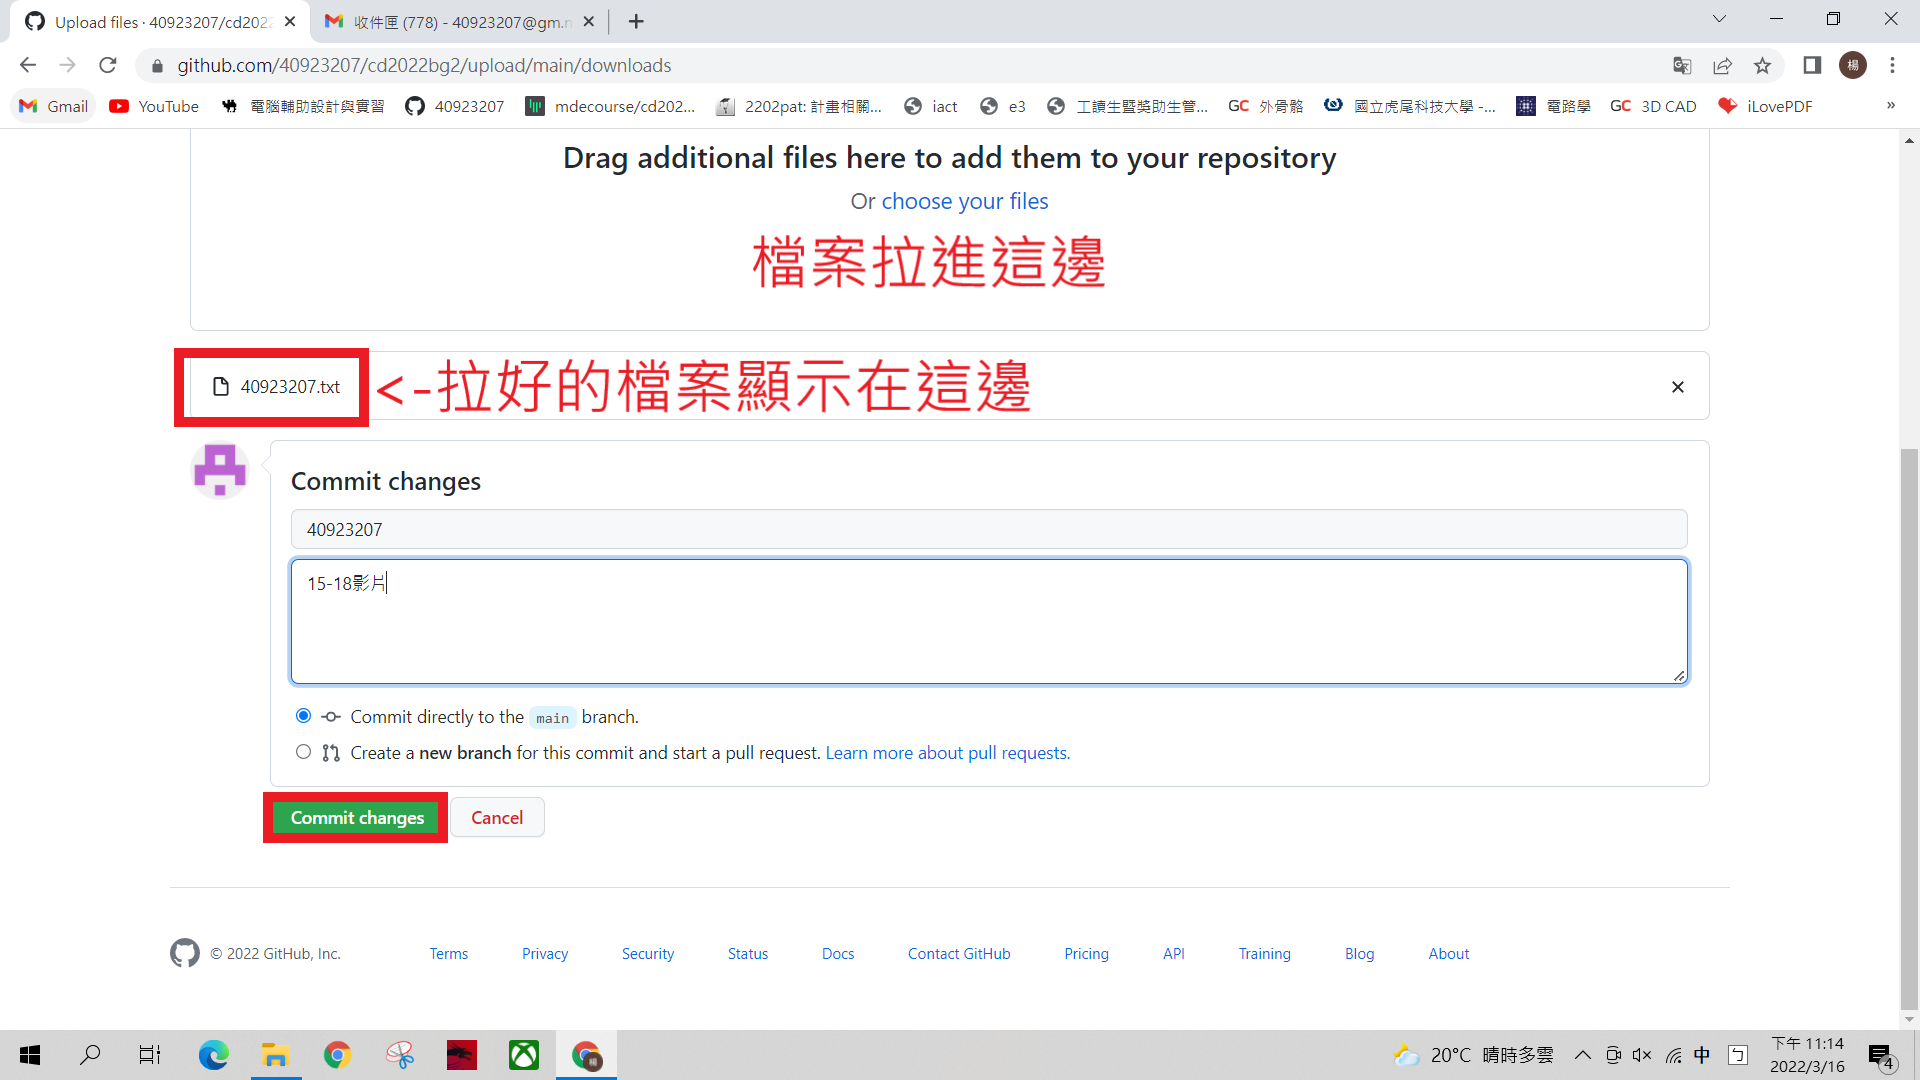 Upload files · 40923207/cd2022
收件匣 (778) - 40923207@gm.n
github.com/40923207/cd2022bg2/upload/main/downloads
Gmail
YouTube
電腦輔助設計與實習
40923207
mdecourse/cd202...
2202pat: 計畫相關...
iact
e3
工讀生暨獎助生管...
GC 外骨骼
國立虎尾科技大學 -...
電路學
GC 3D CAD
iLovePDF
»
Drag additional files here to add them to your repository
Or choose your files
檔案拉進這邊
40923207.txt
<-拉好的檔案顯示在這邊
Commit changes
40923207
15-18影片
Commit directly to the main branch.
Create a new branch for this commit and start a pull request. Learn more about pull requests.
Commit changes
Cancel
© 2022 GitHub, Inc.
Terms
Privacy
Security
Status
Docs
Contact GitHub
Pricing
API
Training
Blog
About
20°C 晴時多雲
中
下午 11:14
2022/3/16
4